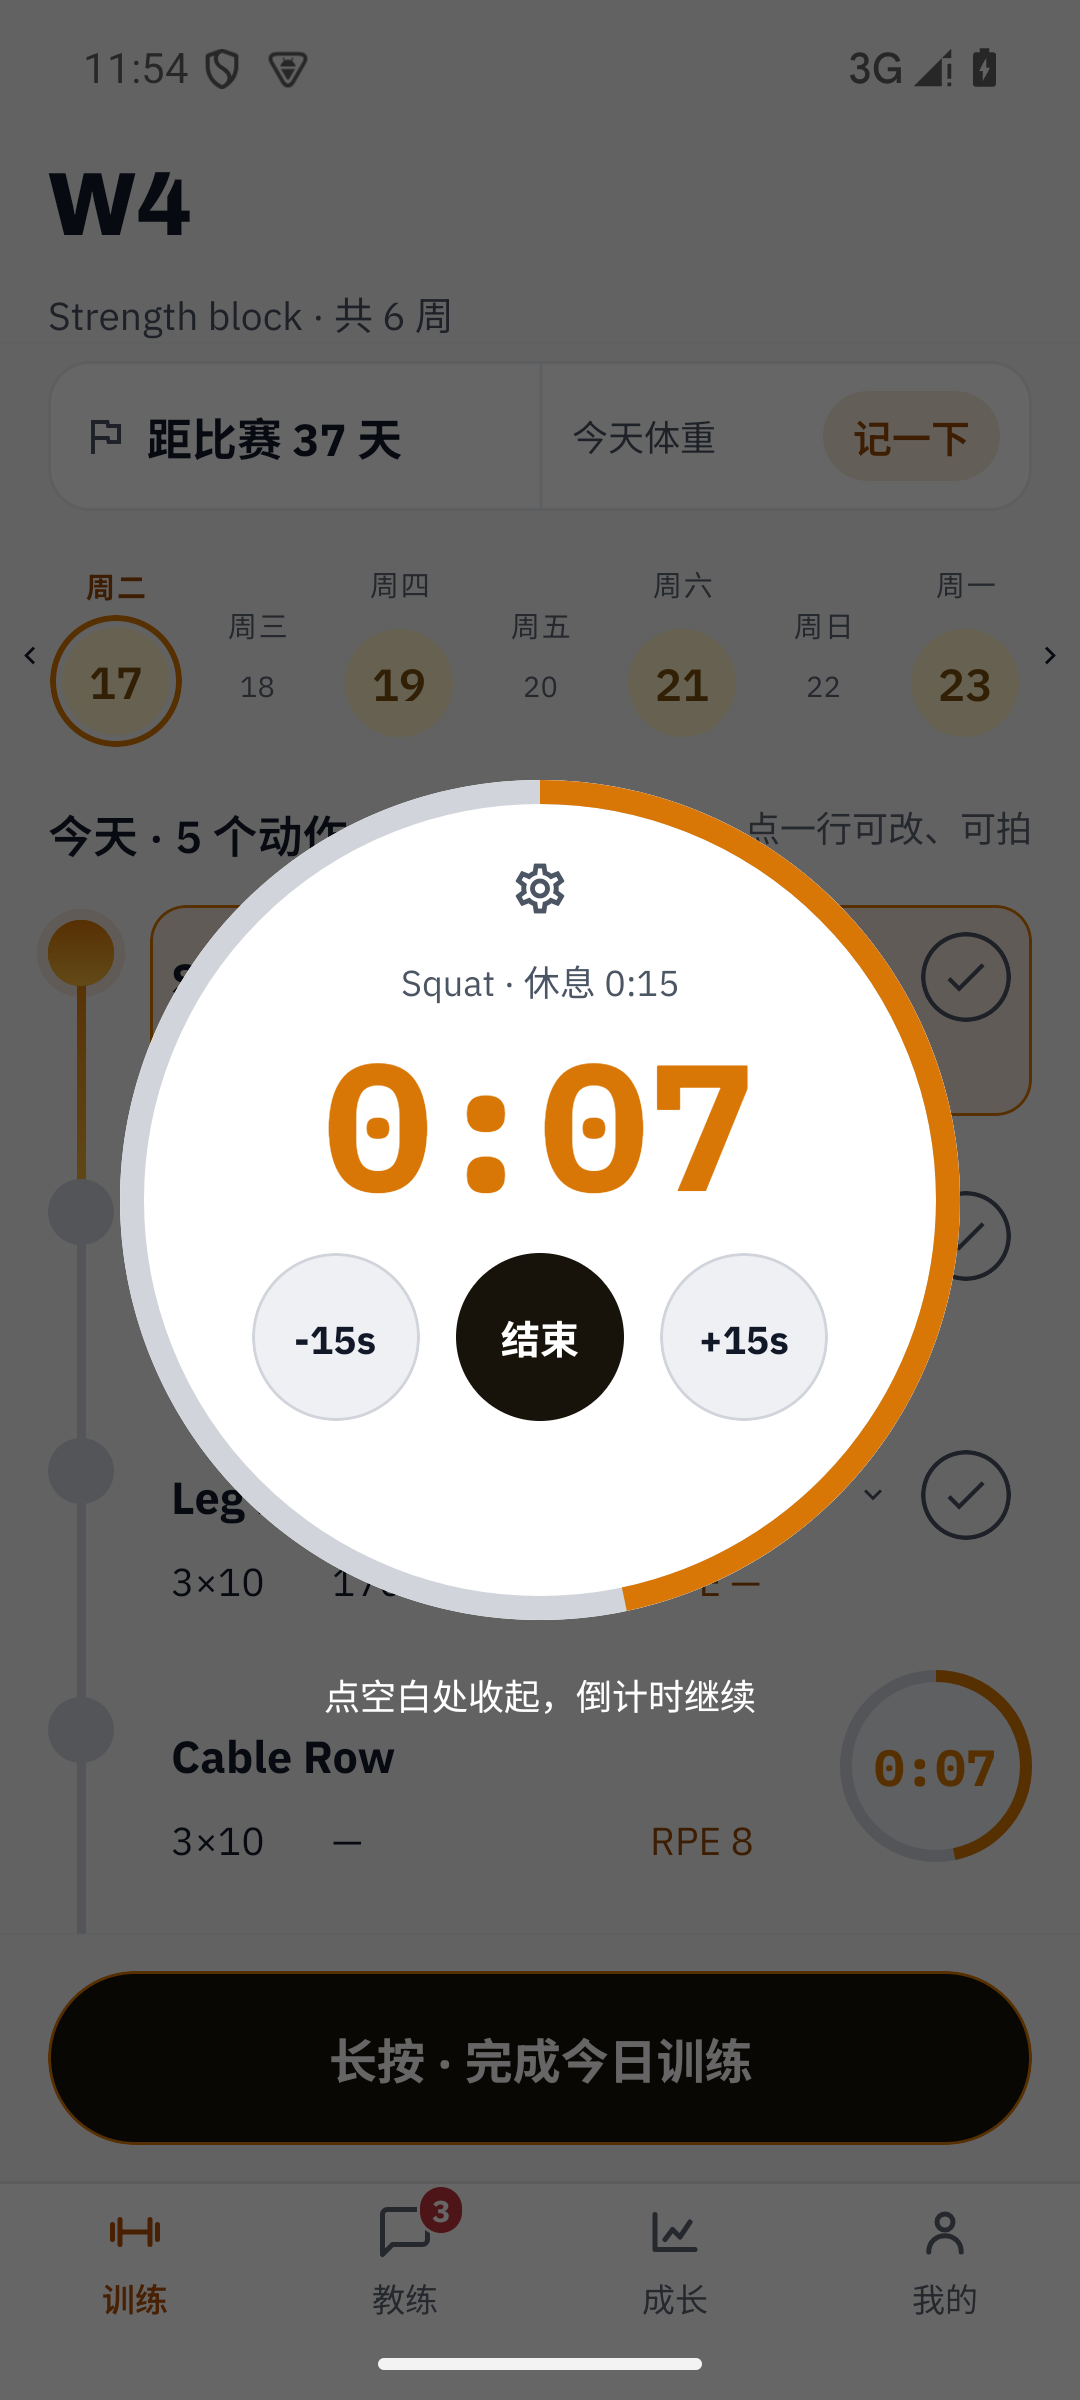 11:54
3G
W4
Strength block · 共 6 周
距比赛 37 天
今天体重
记一下
周二
周三
周四
周五
周六
周日
周一
17
18
19
20
21
22
23
今天 · 5 个动作
点一行可改、可拍
Squat · 休息 0:15
0:07
-15s
结束
+15s
Leg
3×10
—
点空白处收起，倒计时继续
Cable Row
0:07
3×10
—
RPE 8
长按 · 完成今日训练
3
训练
教练
成长
我的